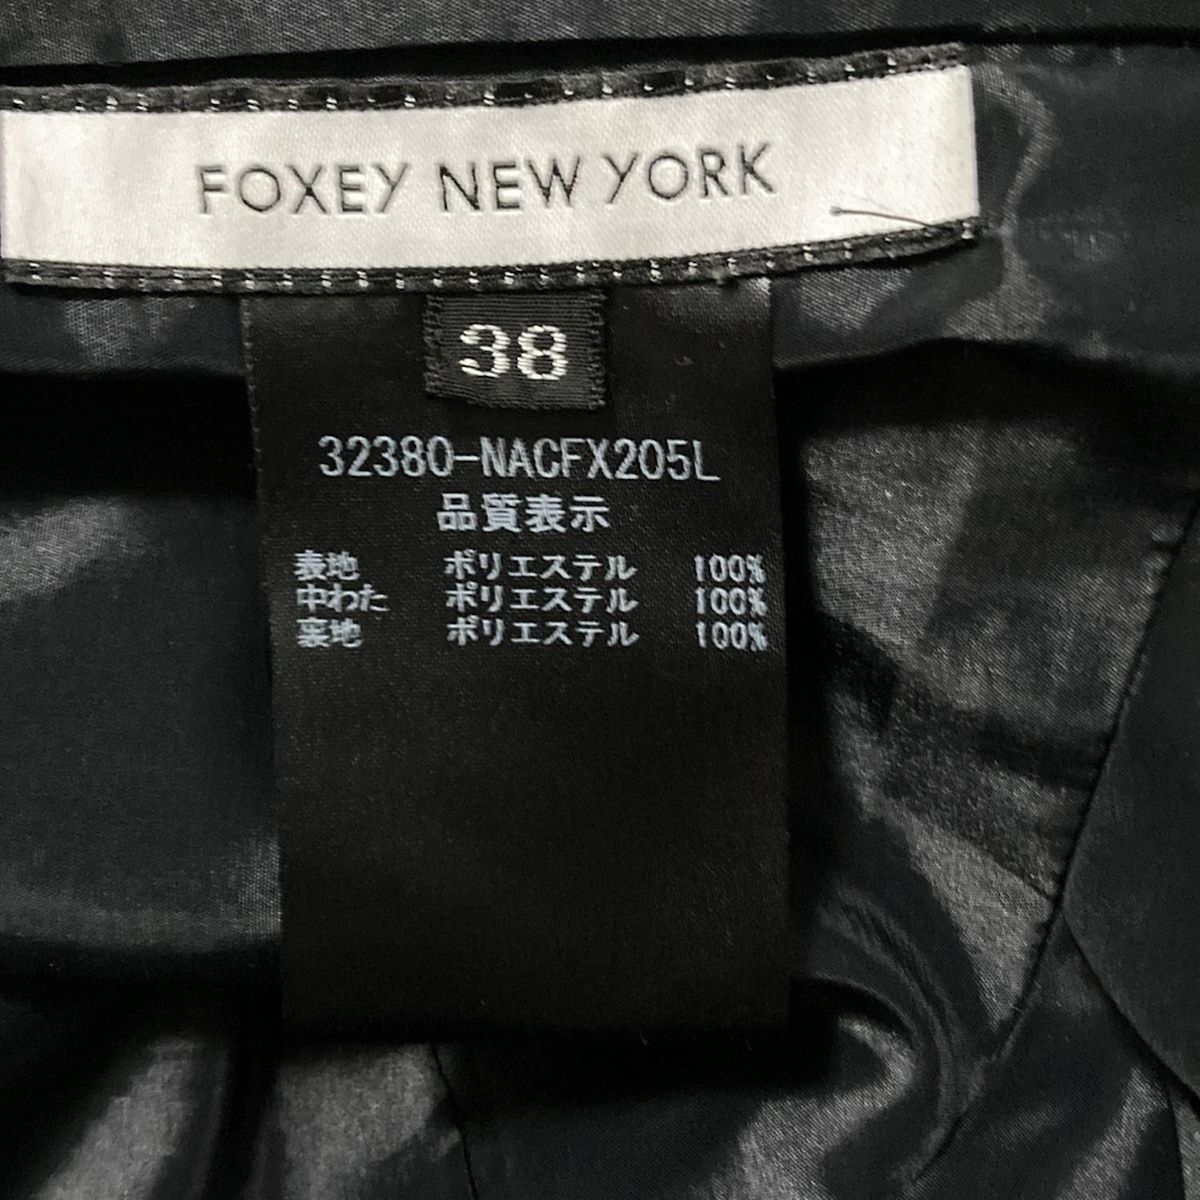 FOXEY NEW YORK
38
32380-NACFX205L
品質表示
表地 ポリエステル 100%
中わた ポリエステル 100%
裏地 ポリエステル 100%